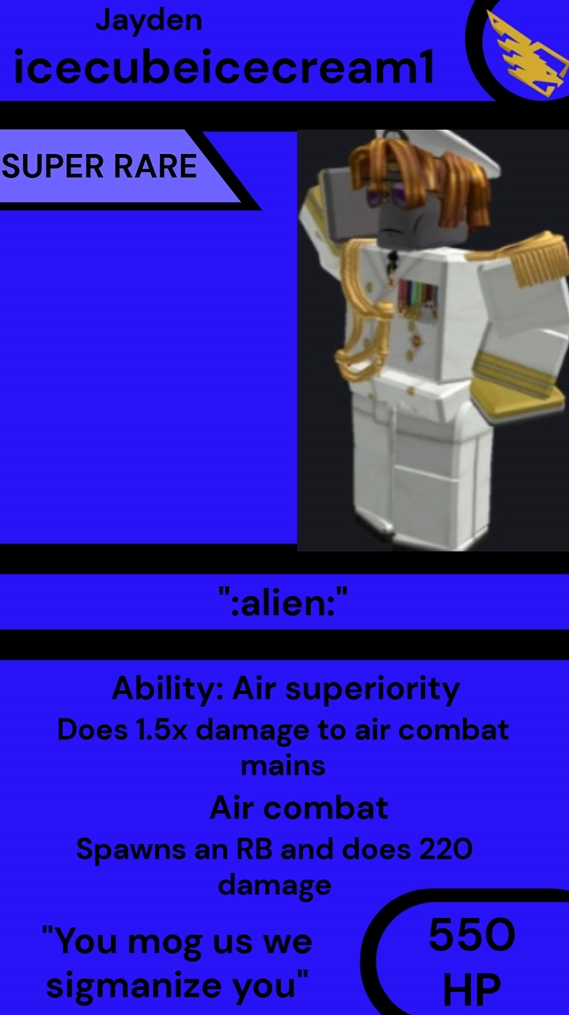 Jayden
icecubeicecream1
SUPER RARE
":alien:"
Ability: Air superiority
Does 1.5x damage to air combat
mains
Air combat
Spawns an RB and does 220
damage
"You mog us we
sigmanize you"
550
HP